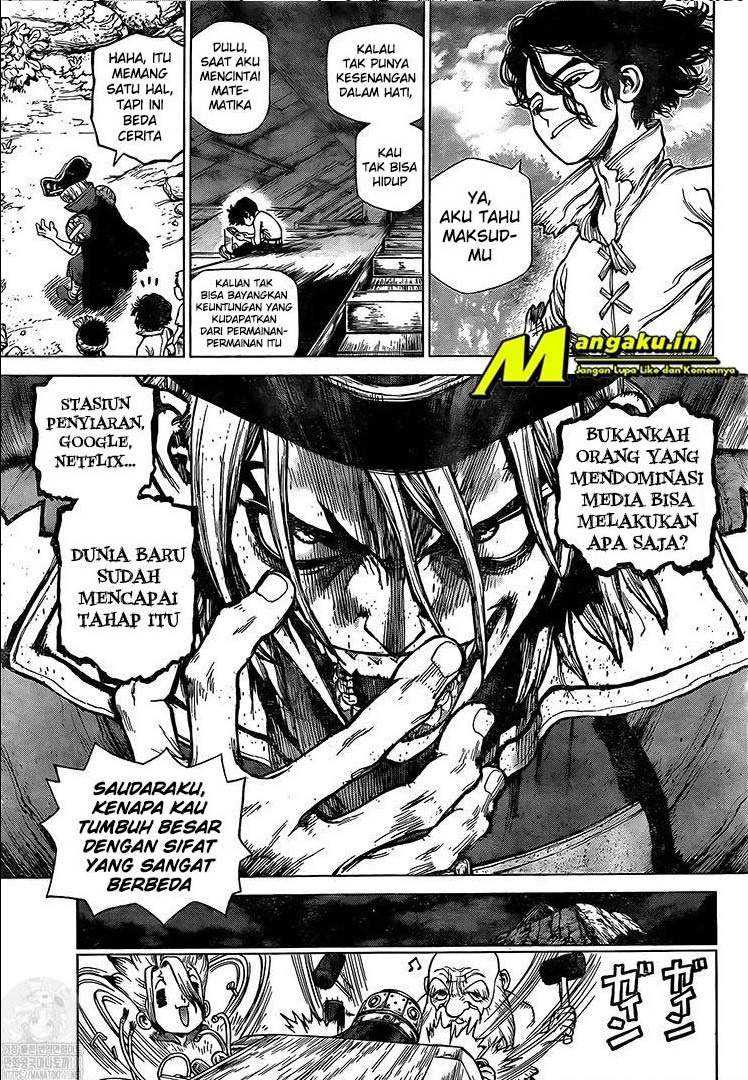 YA,
AKU TAHU
MAKSUD-
MU
KALAU
TAK PUNYA
KESENANGAN
DALAM HATI,
KAU
TAK BISA
HIDUP
DULU,
SAAT AKU
MENCINTAI
MATE-
MATIKA
KALIAN TAK
BISA BAYANGKAN
KEUNTUNGAN YANG
KUDAPATKAN
DARI PERMAINAN-
PERMAINAN ITU
HAHA, ITU
MEMANG
SATU HAL,
TAPI INI
BEDA
CERITA
Mangaku.in
Jangan Lupa Like dan Komennya
BUKANKAH
ORANG YANG
MENDOMINASI
MEDIA BISA
MELAKUKAN
APA SAJA?
STASIUN
PENYIARAN,
GOOGLE,
NETFLIX...
DUNIA BARU
SUDAH
MENCAPAI
TAHAP ITU
SAUDARAKU,
KENAPA KAU
TUMBUH BESAR
DENGAN SIFAT
YANG SANGAT
BERBEDA
ガイン
ガイン